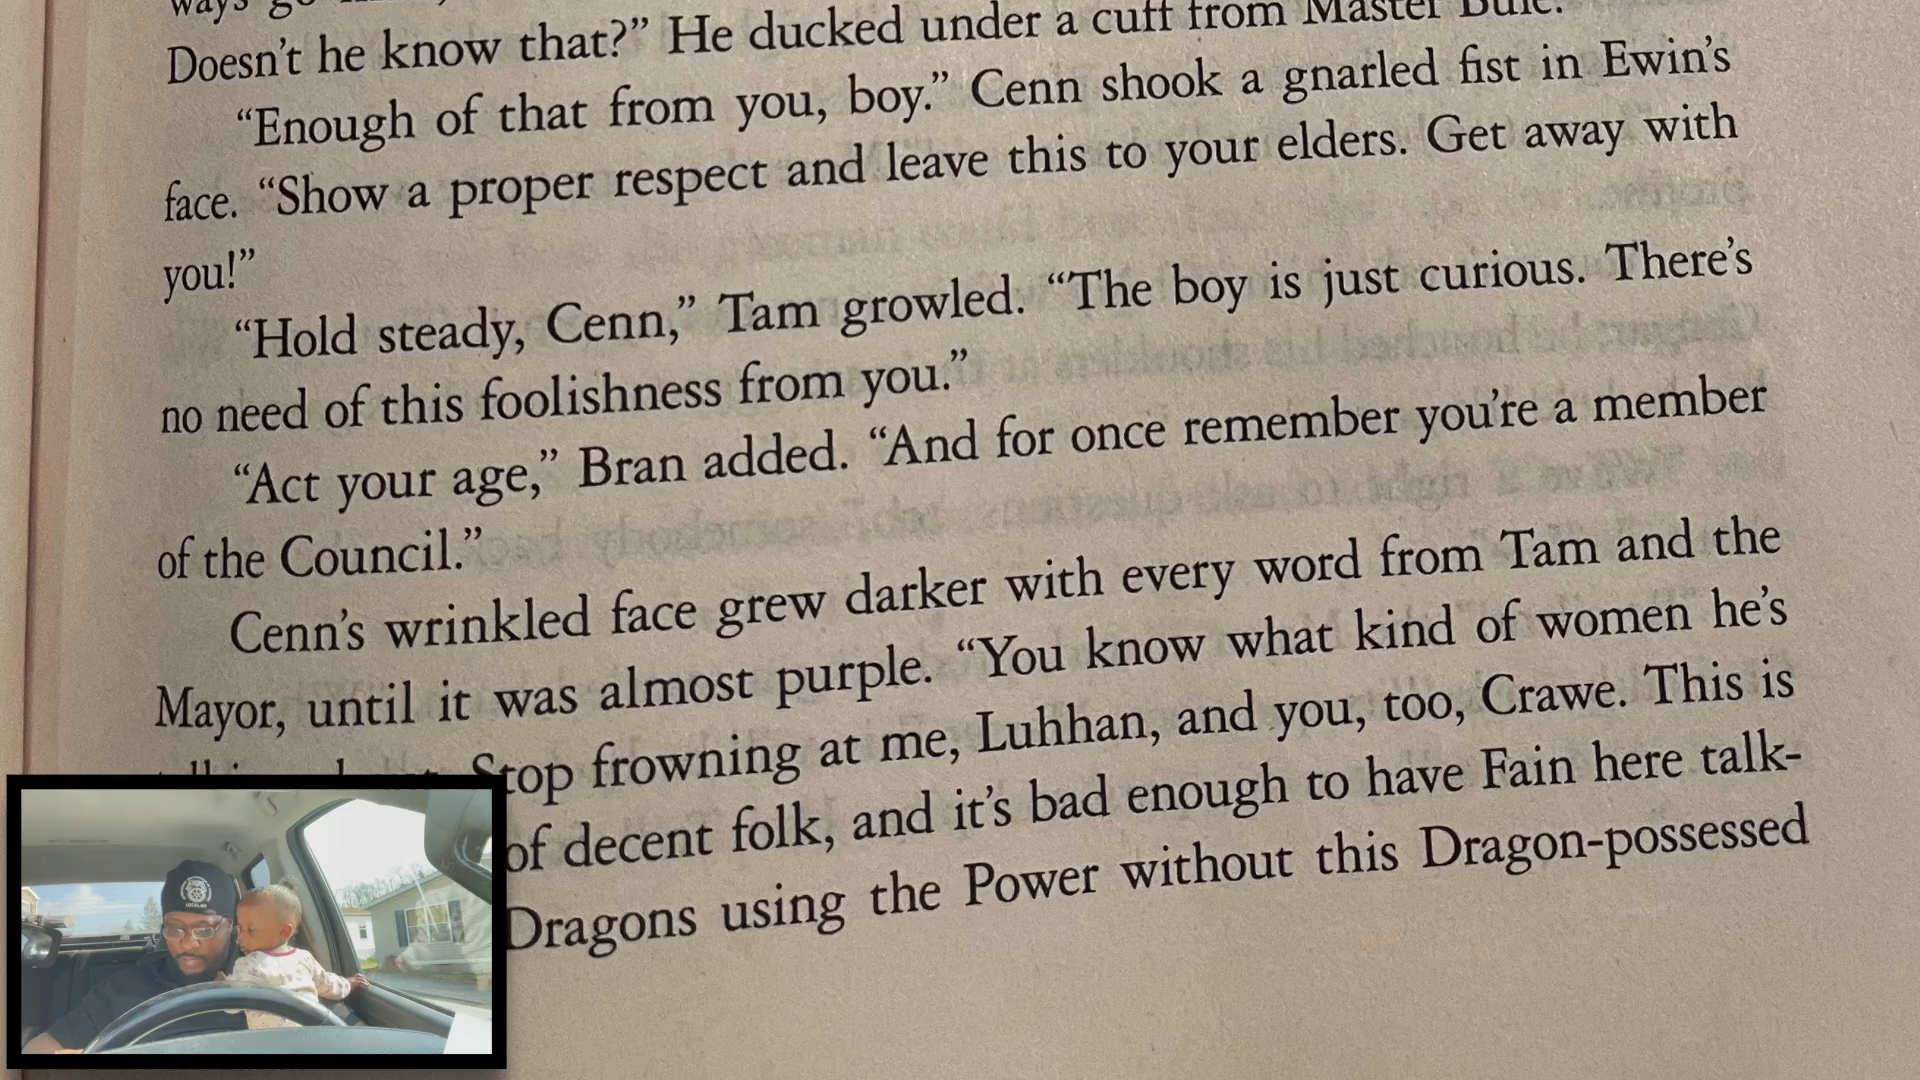 Doesn't he know that?” He ducked under a cuff from Master
“Enough of that from you, boy.” Cenn shook a gnarled fist in Ewin's
face. “Show a proper respect and leave this to your elders. Get away with
you!”
“Hold steady, Cenn,” Tam growled. “The boy is just curious. There's
no need of this foolishness from you.”
“Act your age,” Bran added. “And for once remember you're a member
of the Council.”
Cenn's wrinkled face grew darker with every word from Tam and the
Mayor, until it was almost purple. “You know what kind of women he's
Stop frowning at me, Luhhan, and you, too, Crawe. This is
of decent folk, and it's bad enough to have Fain here talk-
Dragons using the Power without this Dragon-possessed